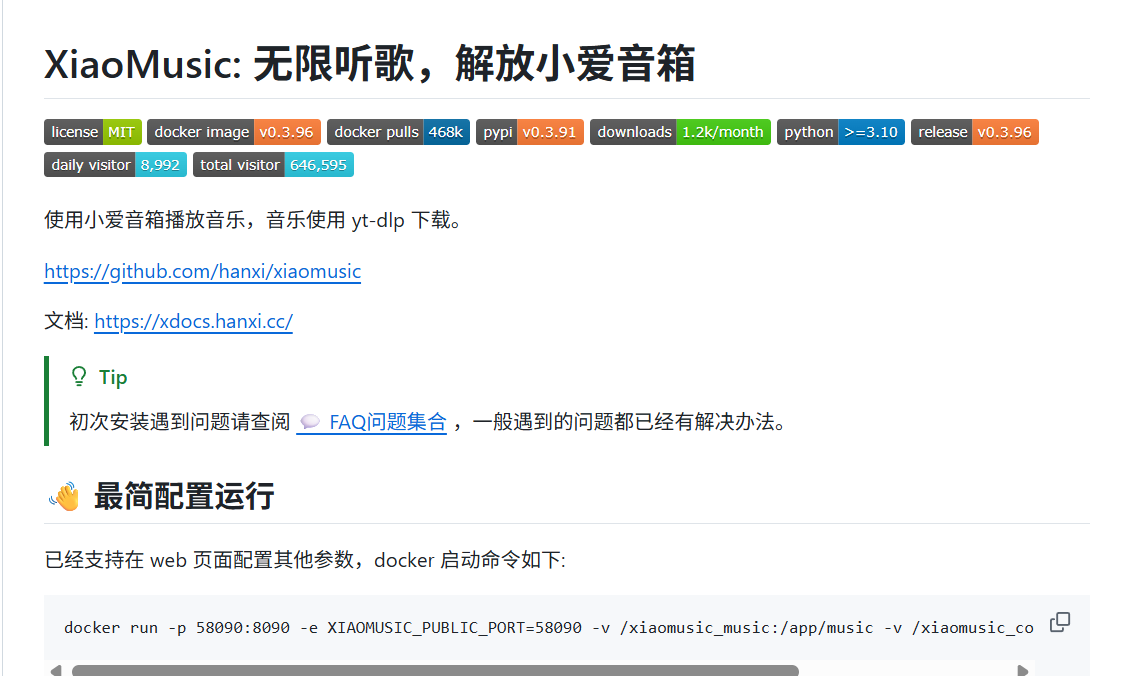 XiaoMusic: 无限听歌，解放小爱音箱
license MIT docker image v0.3.96 docker pulls 468k pypi v0.3.91 downloads 1.2k/month python >=3.10 release v0.3.96
daily visitor 8,992 total visitor 646,595
使用小爱音箱播放音乐，音乐使用 yt-dlp 下载。
https://github.com/hanxi/xiaomusic
文档: https://xdocs.hanxi.cc/
Tip
初次安装遇到问题请查阅 💬 FAQ问题集合 ，一般遇到的问题都已经有解决办法。
👋 最简配置运行
已经支持在 web 页面配置其他参数，docker 启动命令如下:
docker run -p 58090:8090 -e XIAOMUSIC_PUBLIC_PORT=58090 -v /xiaomusic_music:/app/music -v /xiaomusic_co